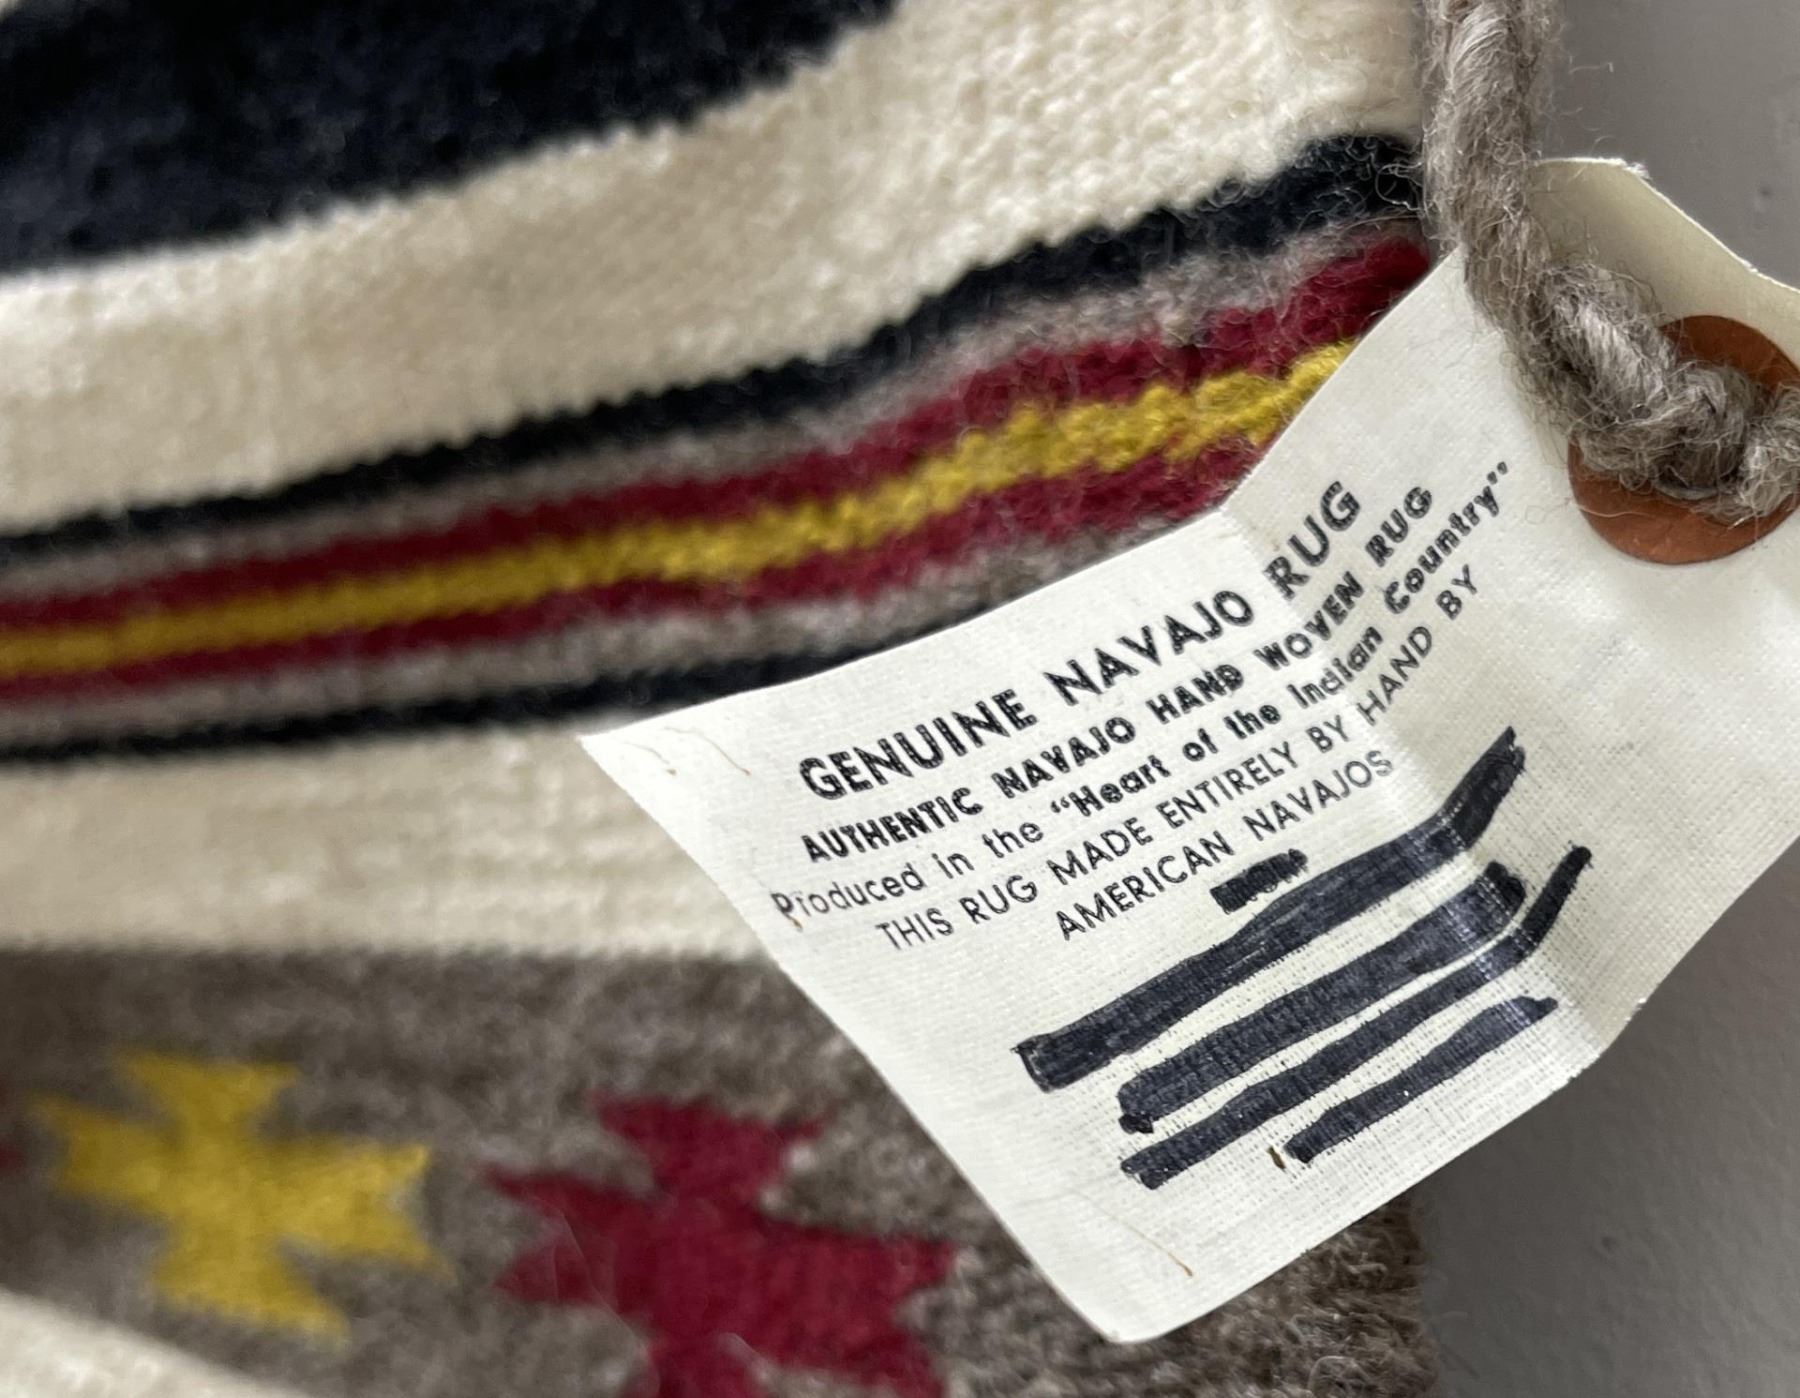 GENUINE NAVAJO RUG
AUTHENTIC NAVAJO HAND WOVEN RUG
Produced in the “Heart of the Indian Country”
THIS RUG MADE ENTIRELY BY HAND BY
AMERICAN NAVAJOS